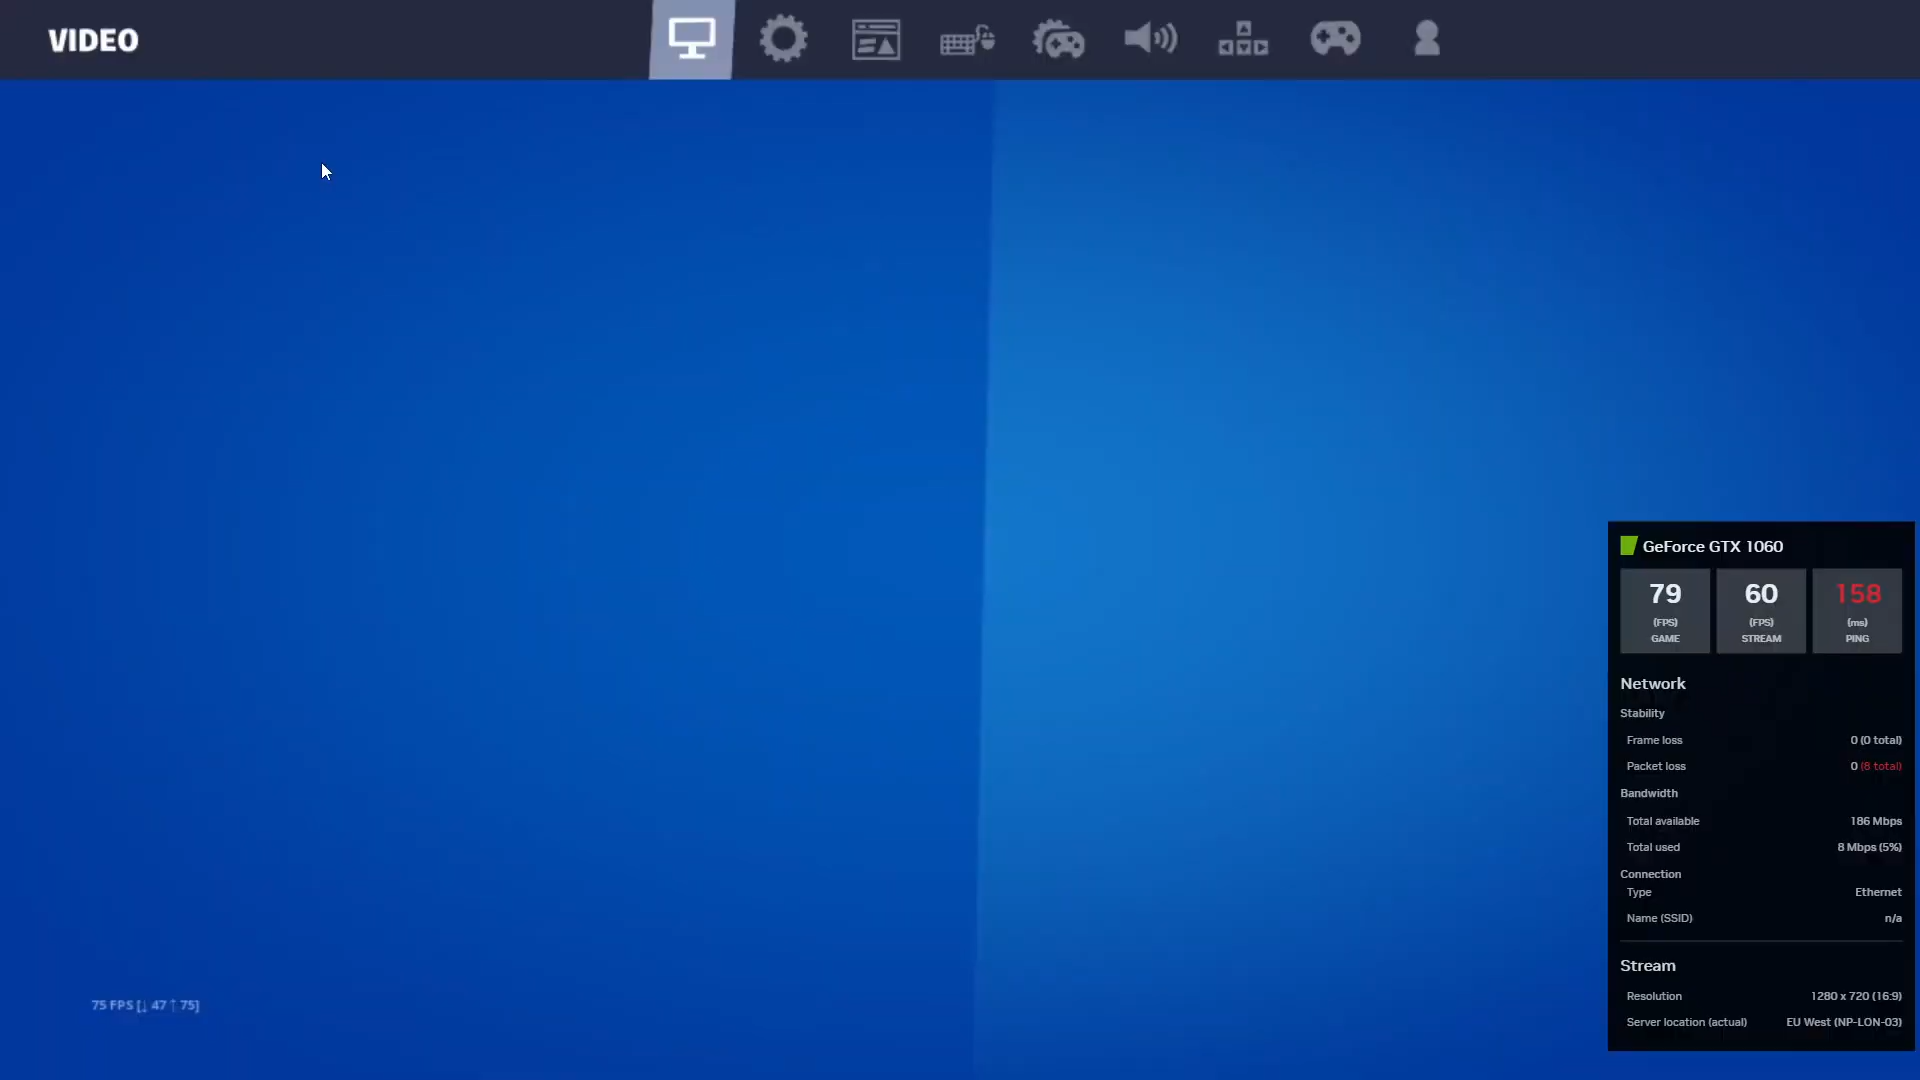 VIDEO
GeForce GTX 1060
79 60 158
(FPS) (FPS) (ms)
GAME STREAM PING
Network
Stability
Frame loss 0 (0 total)
Packet loss 0 (8 total)
Bandwidth
Total available 186 Mbps
Total used 8 Mbps (5%)
Connection
Type Ethernet
Name (SSID) n/a
Stream
Resolution 1280 x 720 (16:9)
75 FPS [↓ 47 ↑ 75]
Server location (actual) EU West (NP-LON-03)